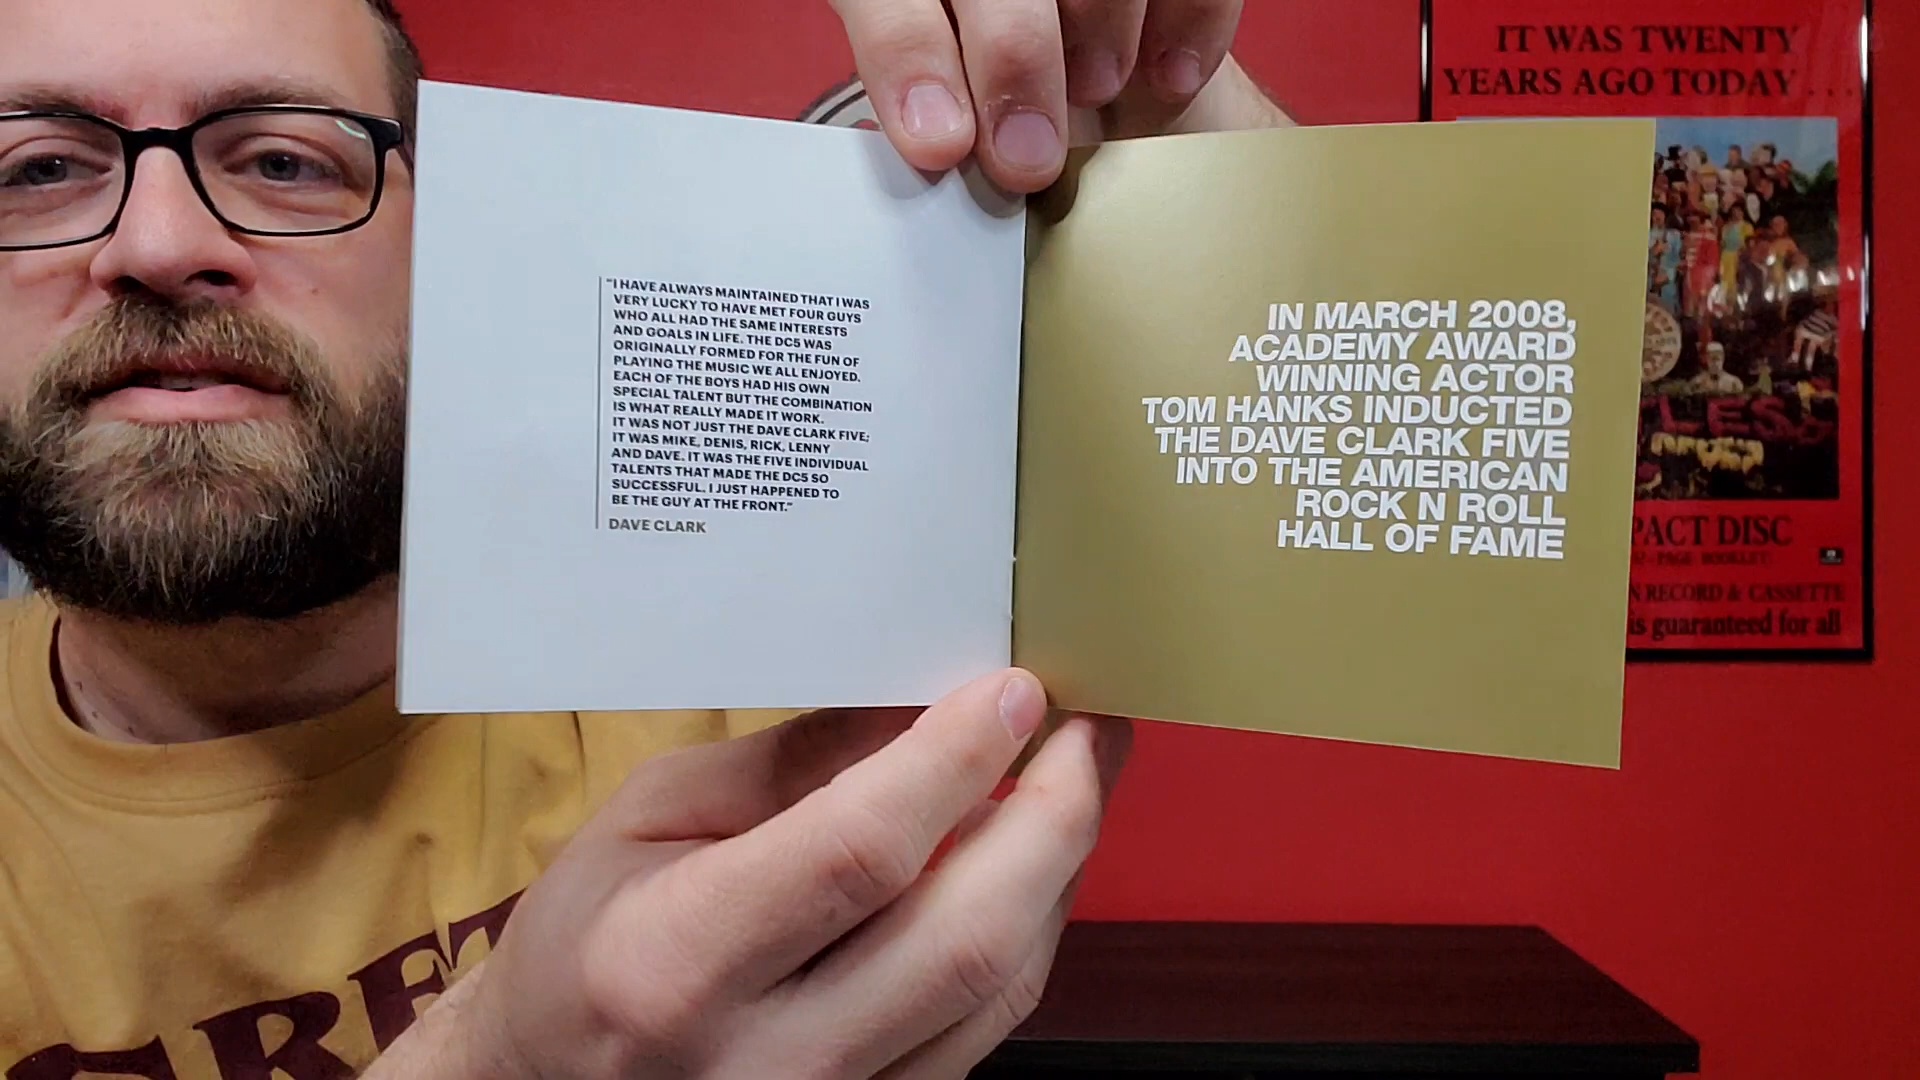 "I HAVE ALWAYS MAINTAINED THAT I WAS
VERY LUCKY TO HAVE MET FOUR GUYS
WHO ALL HAD THE SAME INTERESTS
AND GOALS IN LIFE. THE DC5 WAS
ORIGINALLY FORMED FOR THE FUN OF
PLAYING THE MUSIC WE ALL ENJOYED.
EACH OF THE BOYS HAD HIS OWN
SPECIAL TALENT BUT THE COMBINATION
IS WHAT REALLY MADE IT WORK.
IT WAS NOT JUST THE DAVE CLARK FIVE;
IT WAS MIKE, DENIS, RICK, LENNY
AND DAVE. IT WAS THE FIVE INDIVIDUAL
TALENTS THAT MADE THE DC5 SO
SUCCESSFUL. I JUST HAPPENED TO
BE THE GUY AT THE FRONT."
DAVE CLARK
IN MARCH 2008,
ACADEMY AWARD
WINNING ACTOR
TOM HANKS INDUCTED
THE DAVE CLARK FIVE
INTO THE AMERICAN
ROCK N ROLL
HALL OF FAME
IT WAS TWENTY
YEARS AGO TODAY . . .
PACT DISC
PAGE BOOKLET
N RECORD & CASSETTE
is guaranteed for all